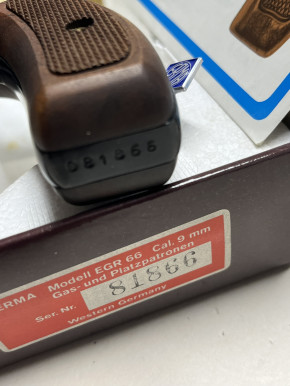 081866
ERMA Modell EGR 66 Cal. 9 mm
Gas- und Platzpatronen
Ser. Nr. 81866
Western Germany